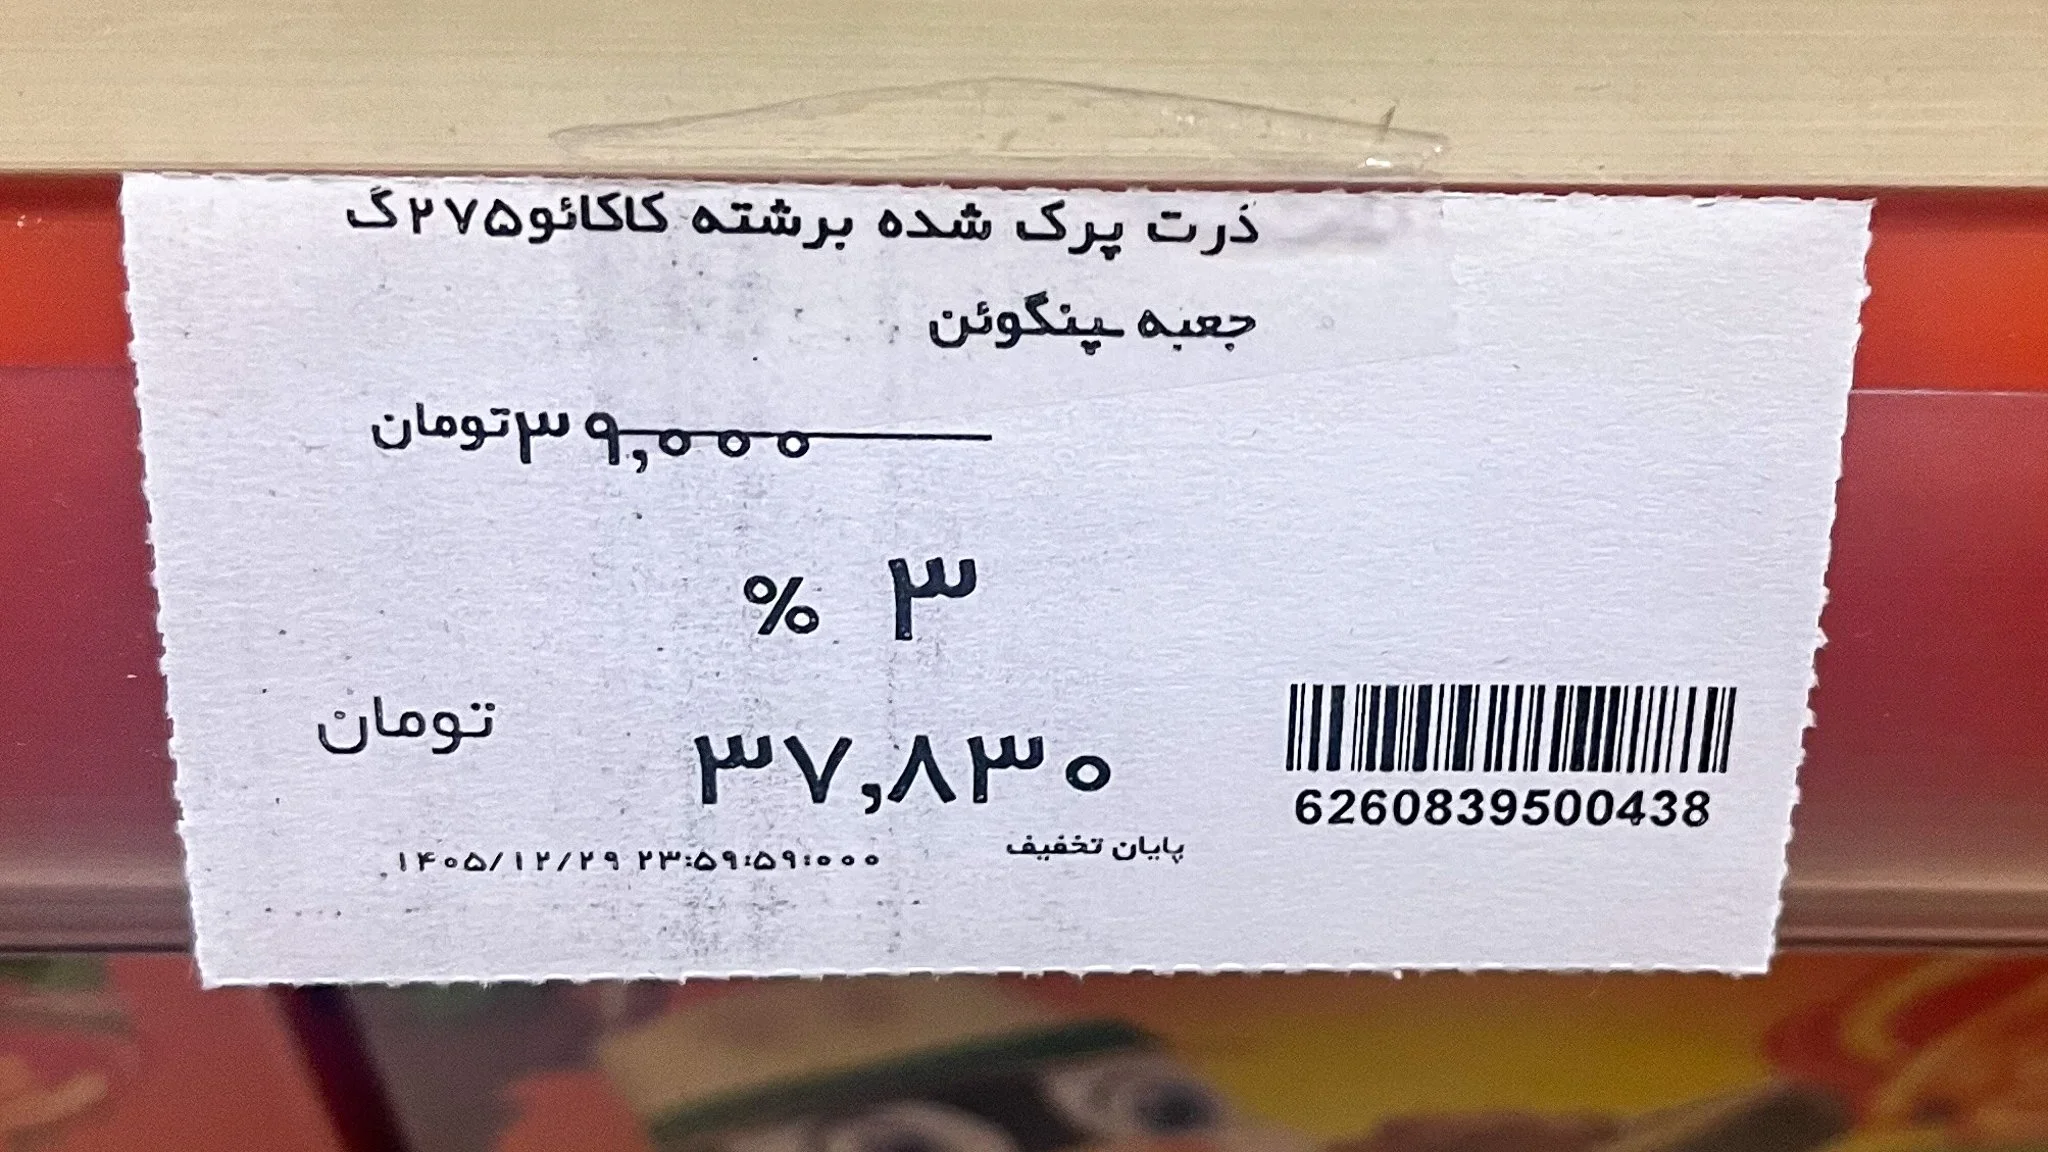 ذرت پرک شده برشته کاکائو۲۷۵گ
جعبه پنگوئن
۳۹,۰۰۰تومان
۳ %
۳۷,۸۳۰ تومان
6260839500438
پایان تخفیف ۱۴۰۵/۱۲/۲۹ ۲۳:۵۹:۵۹:۰۰۰